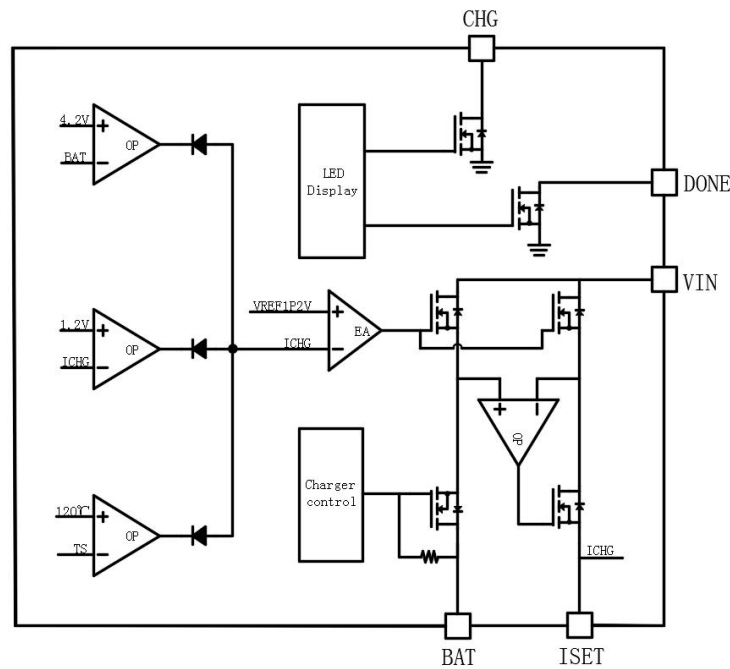 CHG
4.2V
+
OP
BAT
-
LED
Display
DONE
VIN
1.2V
+
OP
ICHG
-
VREF1P2V
+
EA
ICHG
-
+
-
OP
Charger
control
120℃
+
OP
TS
-
ICHG
BAT
ISET